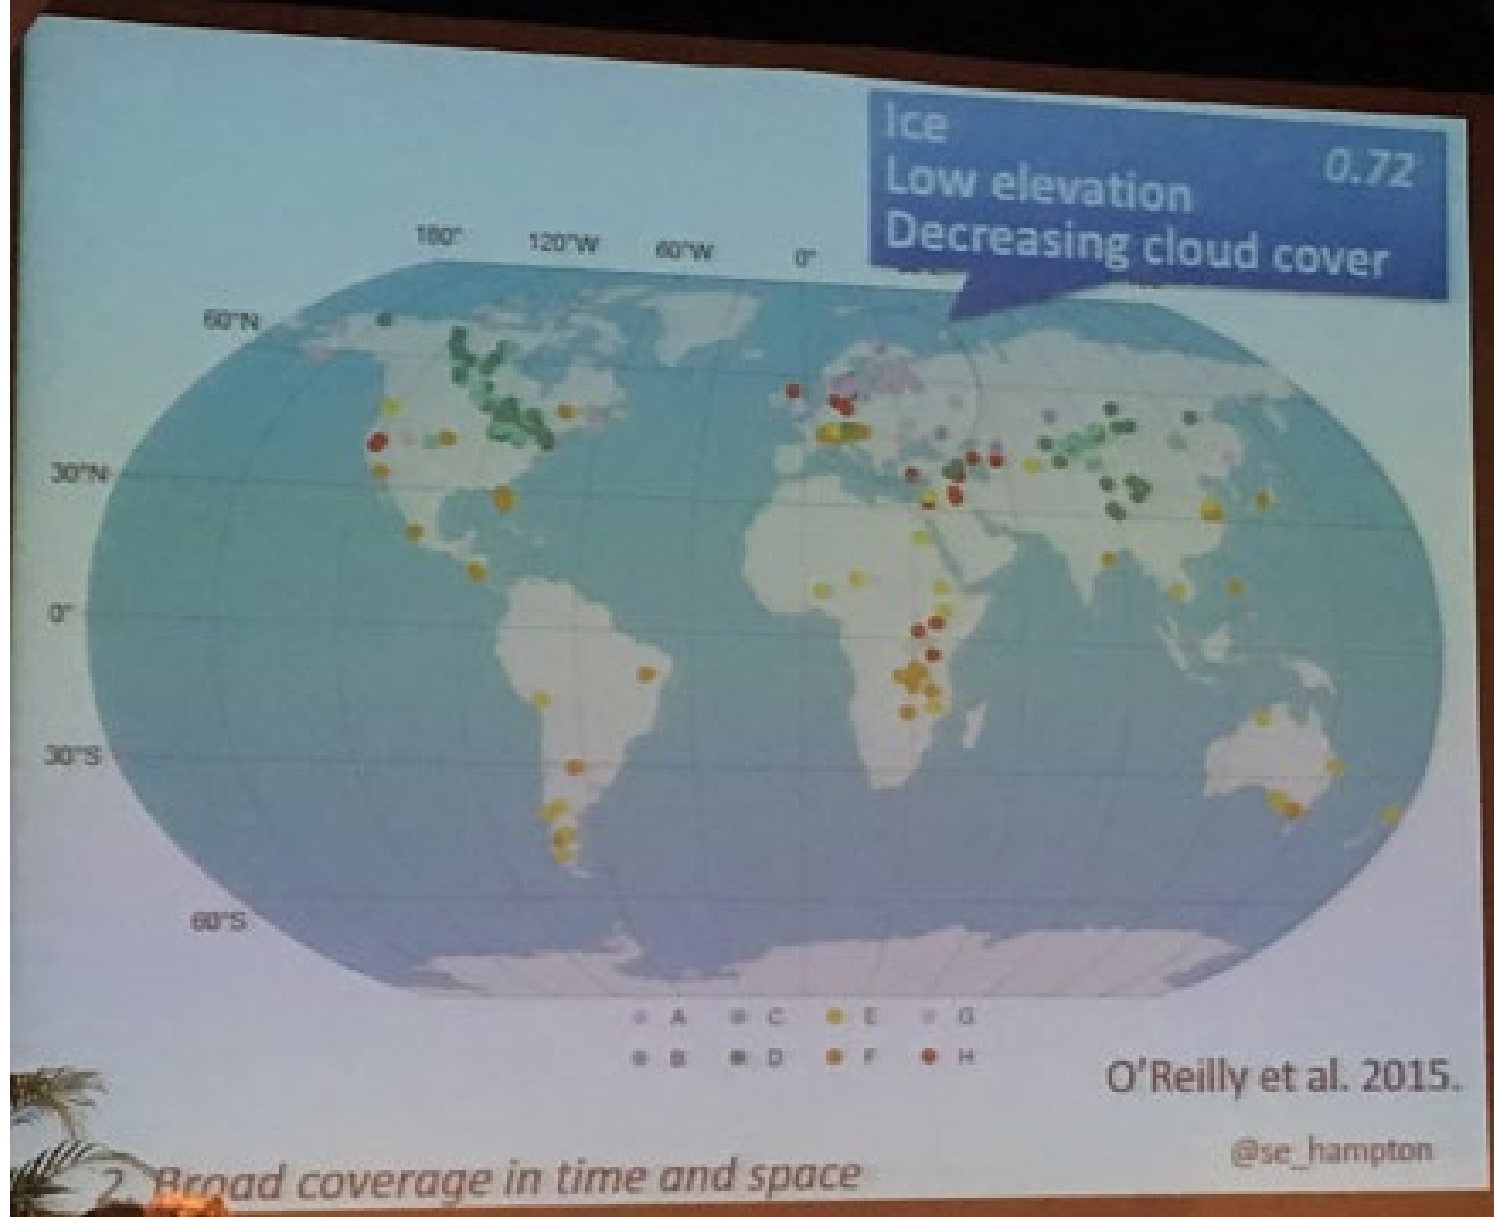 Ice
0.72
Low elevation
Decreasing cloud cover
180° 120°W 60°W 0°
60°N
30°N
0°
30°S
60°S
A C E G
B D F H
O'Reilly et al. 2015.
@se_hampton
2. Broad coverage in time and space